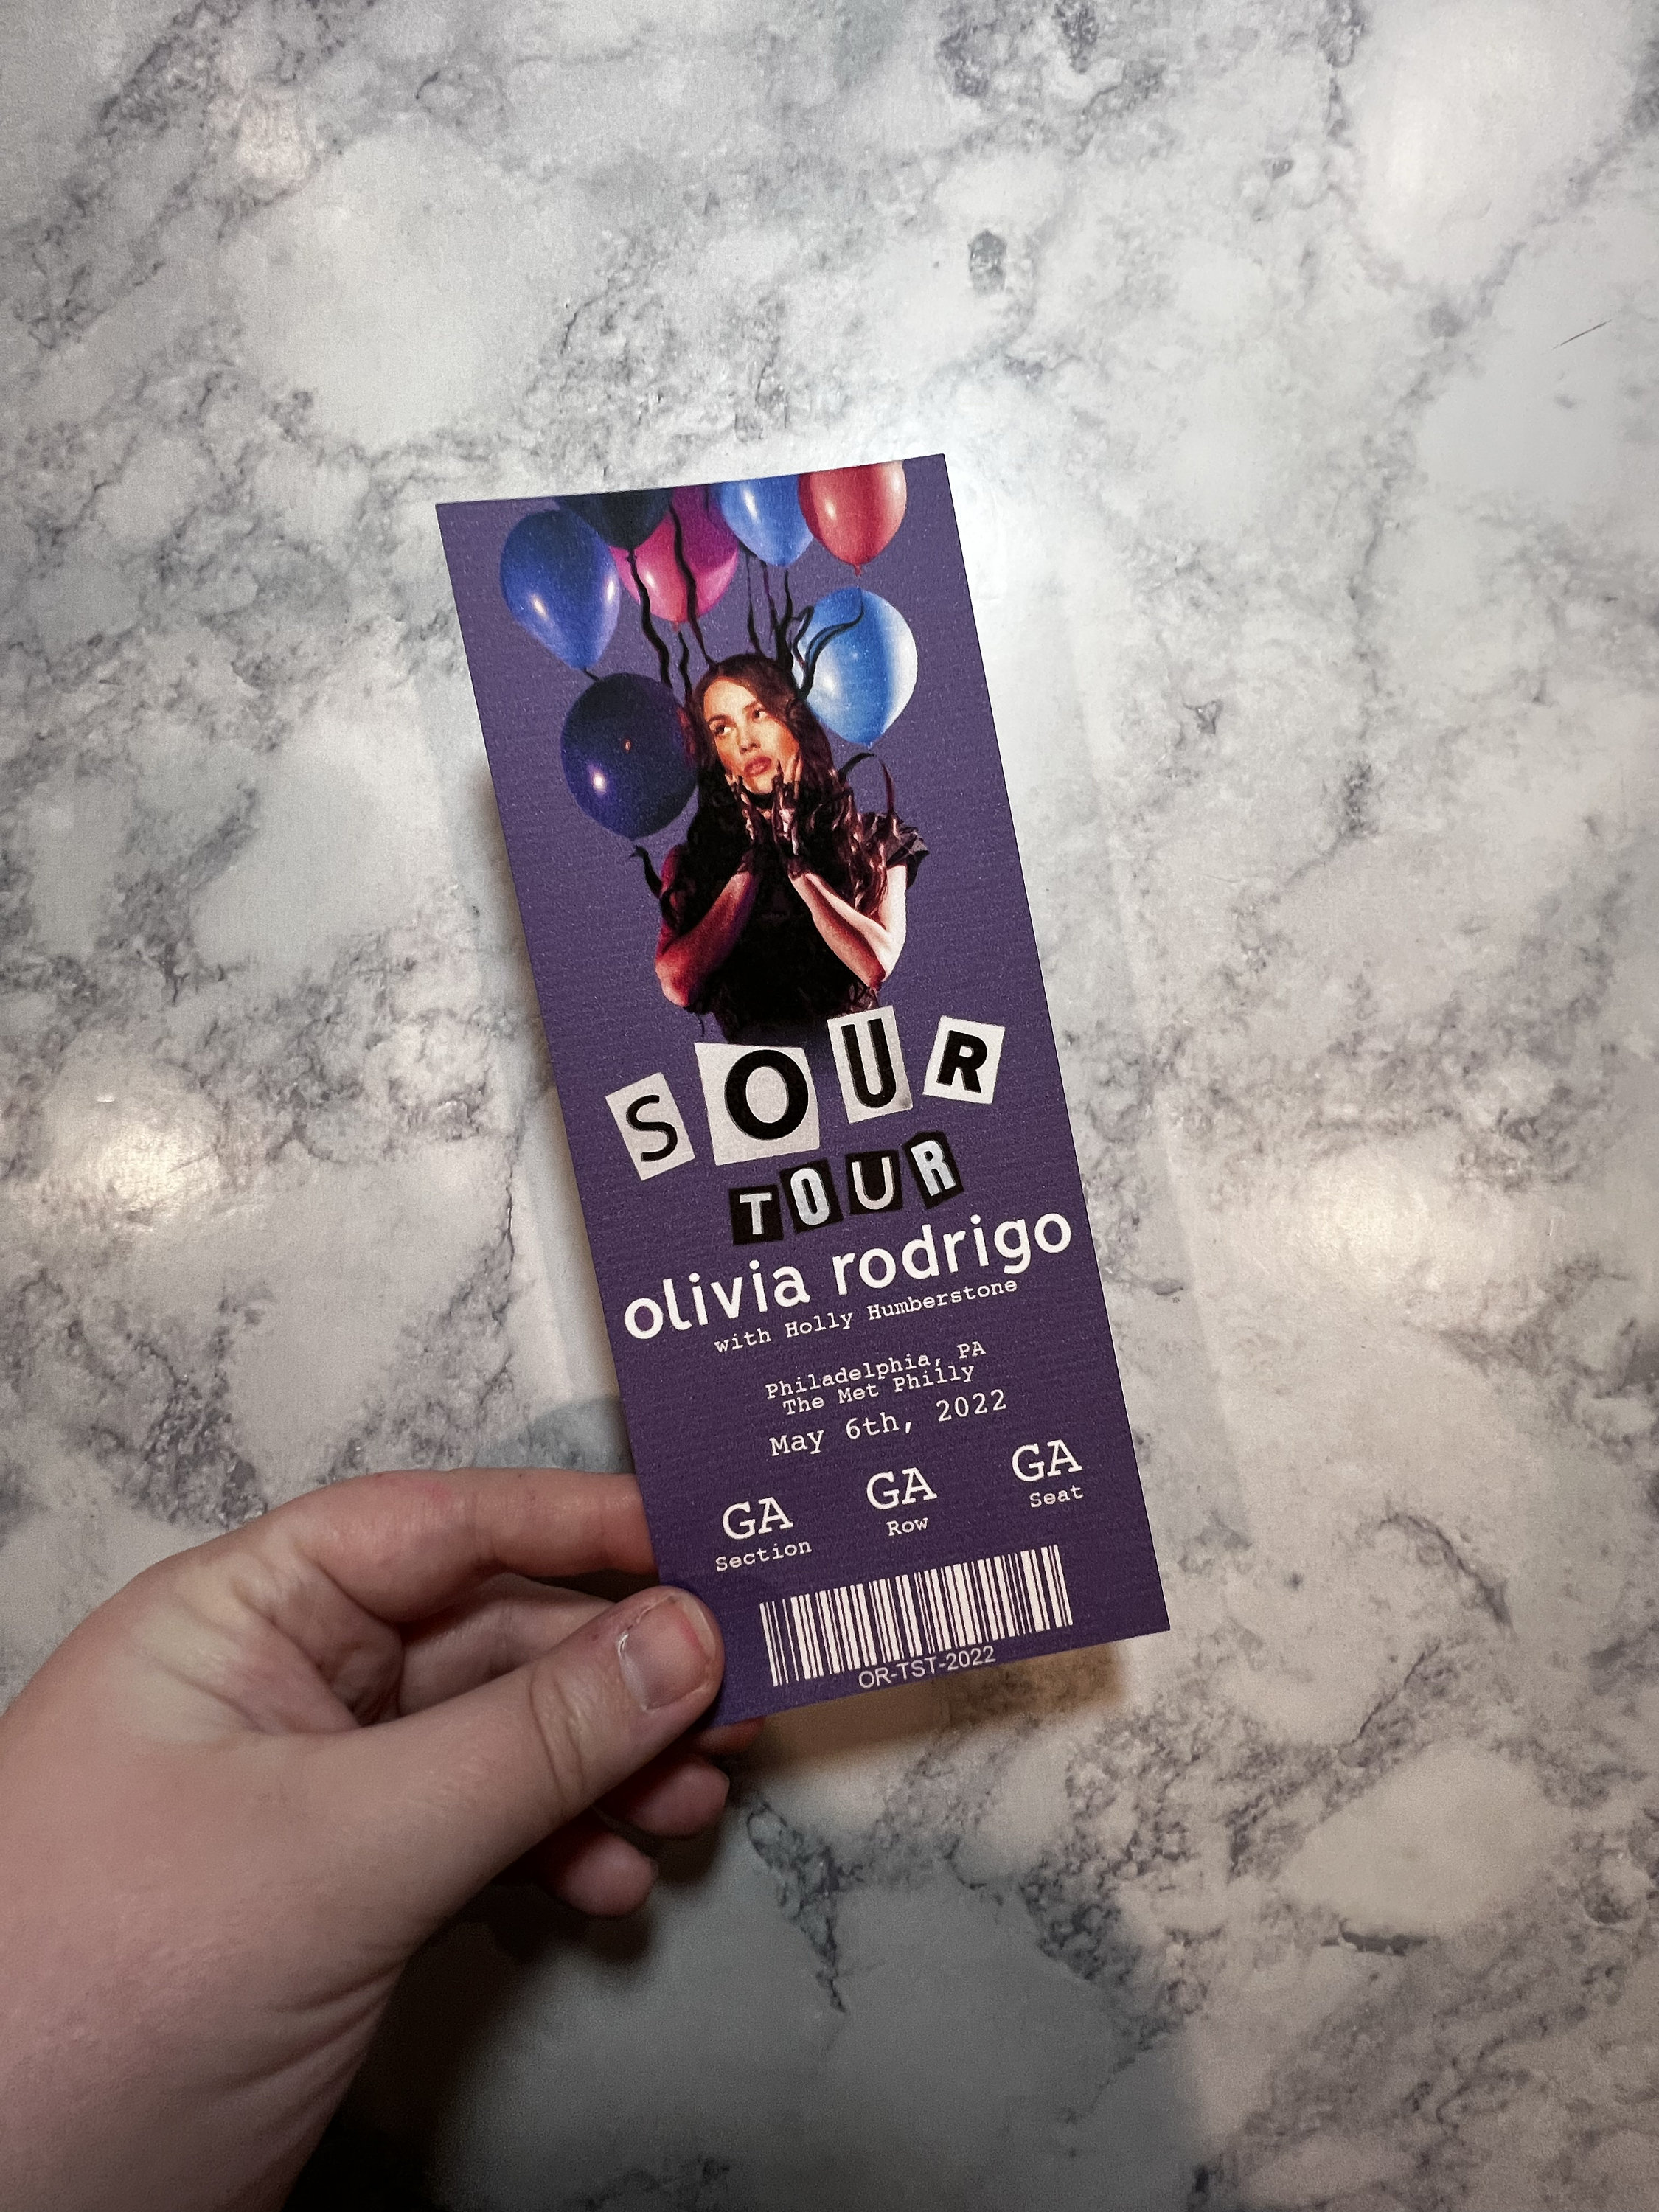 SOUR
TOUR
olivia rodrigo
with Holly Humberstone
Philadelphia, PA
The Met Philly
May 6th, 2022
GA GA GA
Section Row Seat
OR-TST-2022